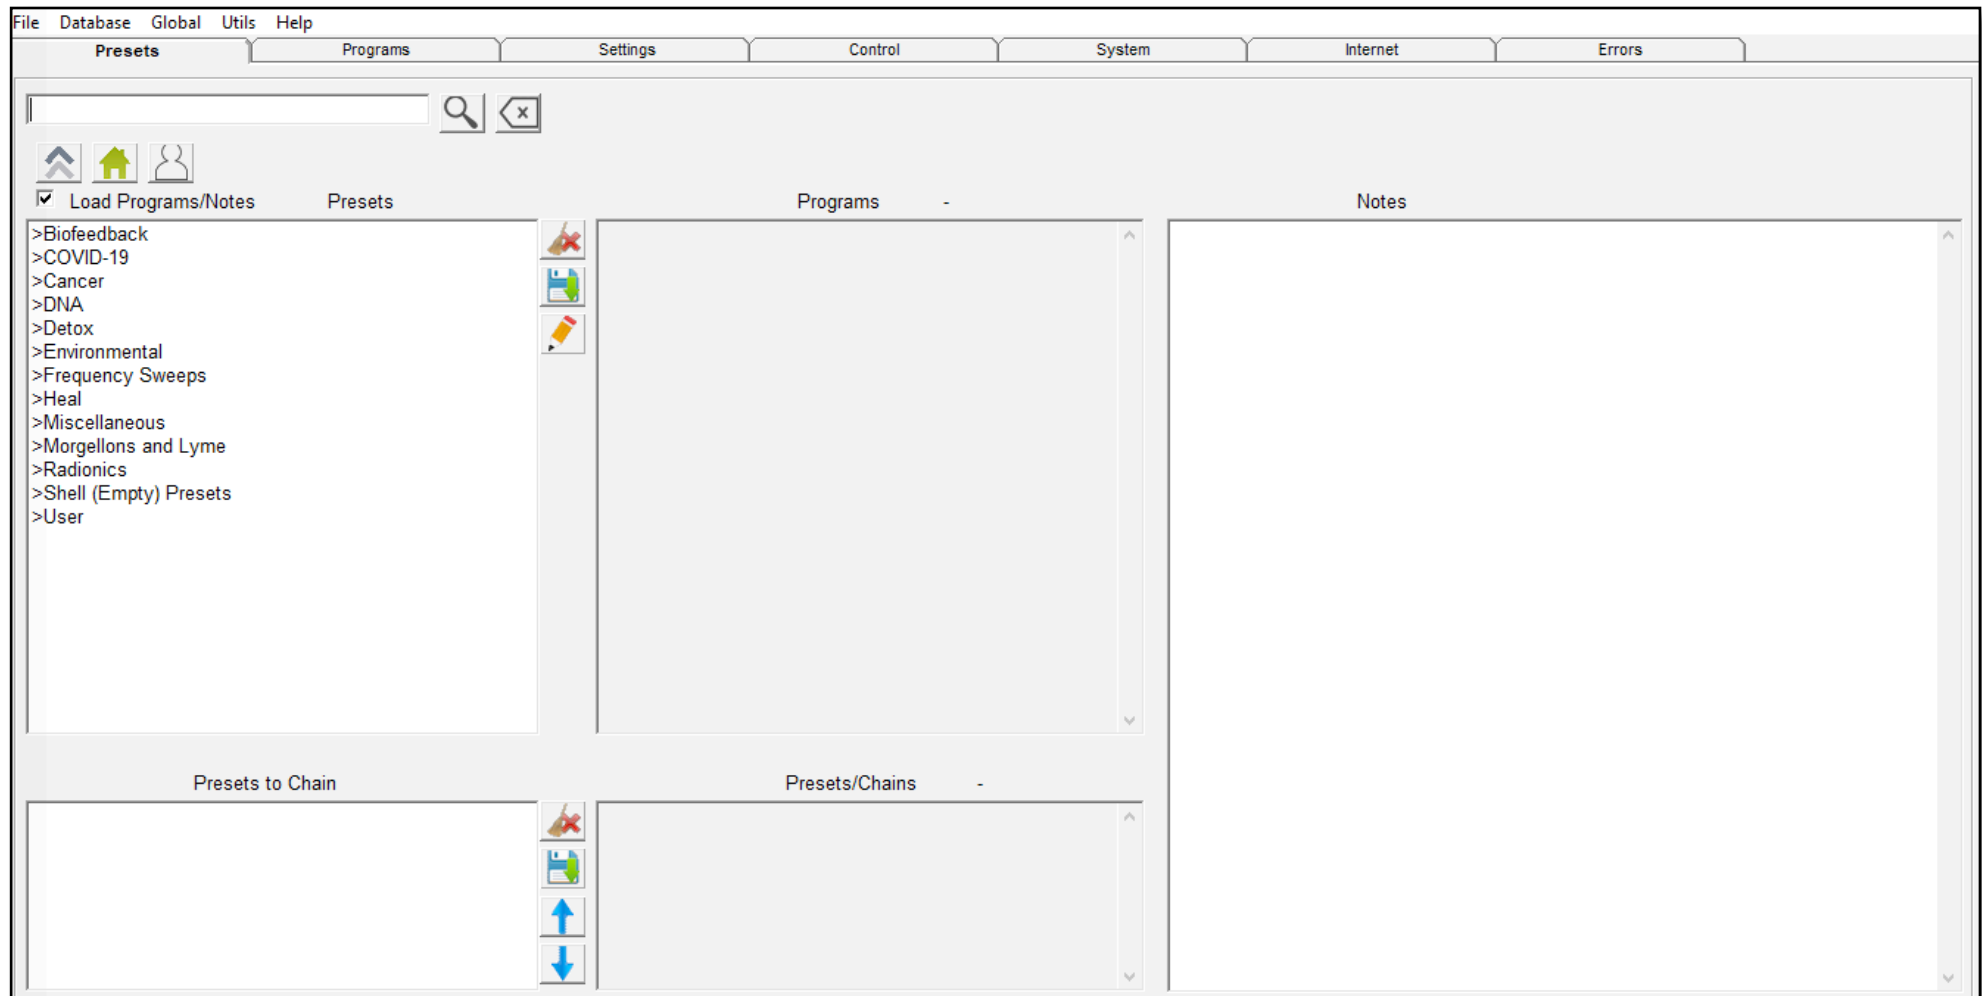 File Database Global Utils Help
Presets Programs Settings Control System Internet Errors
Load Programs/Notes Presets Programs - Notes
>Biofeedback
>COVID-19
>Cancer
>DNA
>Detox
>Environmental
>Frequency Sweeps
>Heal
>Miscellaneous
>Morgellons and Lyme
>Radionics
>Shell (Empty) Presets
>User
Presets to Chain Presets/Chains -